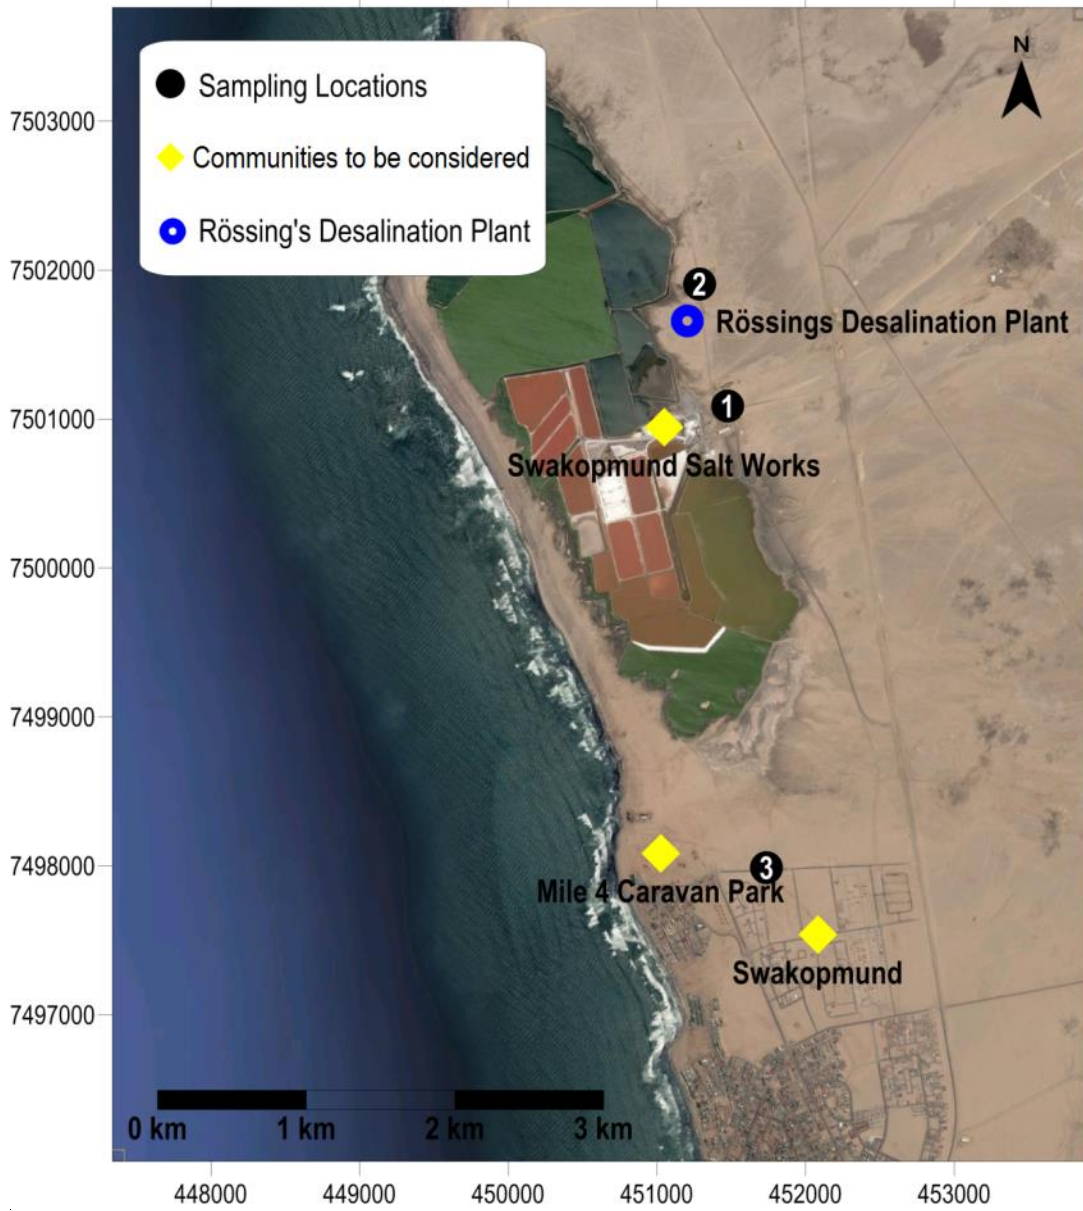 Sampling Locations
Communities to be considered
Rössing's Desalination Plant
N
7503000
7502000
7501000
7500000
7499000
7498000
7497000
2
Rössings Desalination Plant
1
Swakopmund Salt Works
3
Mile 4 Caravan Park
Swakopmund
0 km 1 km 2 km 3 km
448000 449000 450000 451000 452000 453000